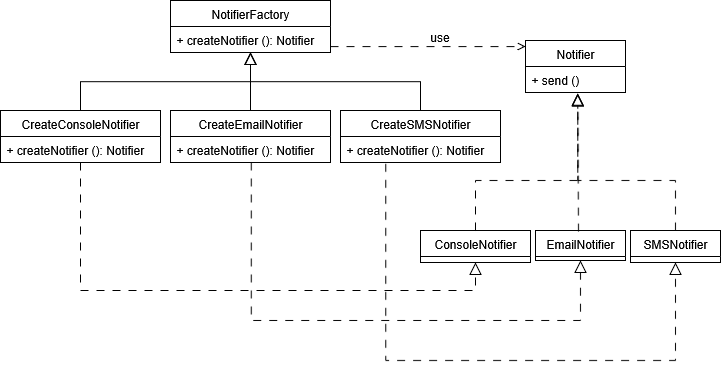 NotifierFactory
+ createNotifier (): Notifier
use
Notifier
+ send ()
CreateConsoleNotifier
+ createNotifier (): Notifier
CreateEmailNotifier
+ createNotifier (): Notifier
CreateSMSNotifier
+ createNotifier (): Notifier
ConsoleNotifier
EmailNotifier
SMSNotifier